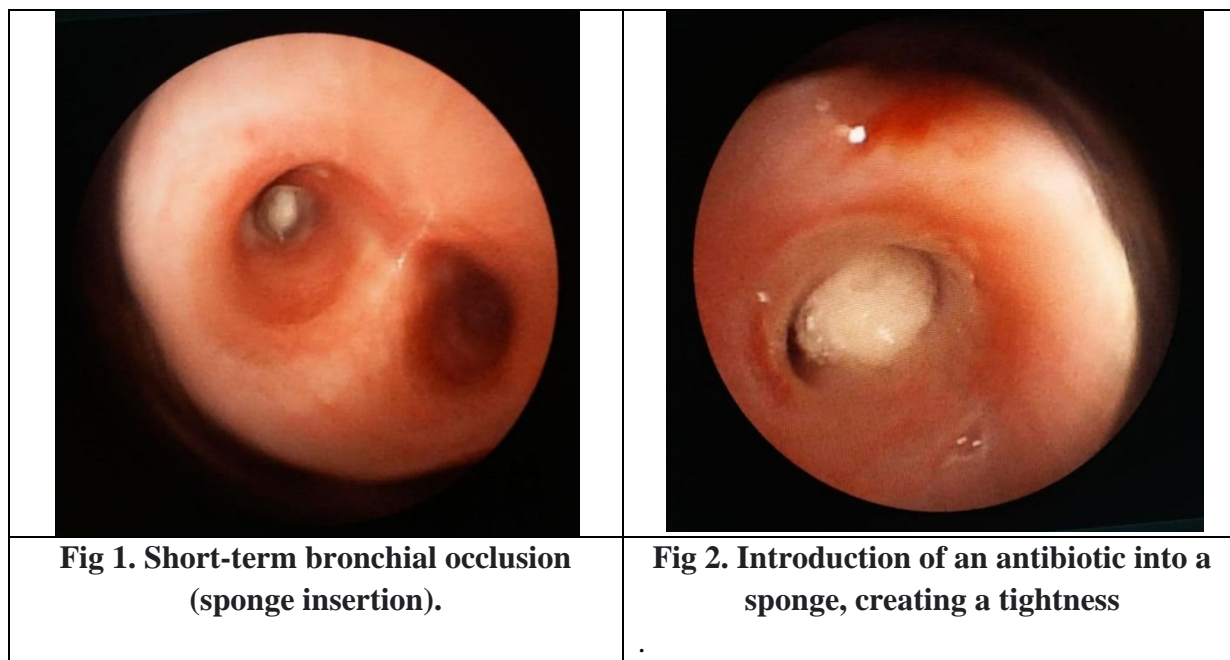 Fig 1. Short-term bronchial occlusion
(sponge insertion).
Fig 2. Introduction of an antibiotic into a
sponge, creating a tightness
.